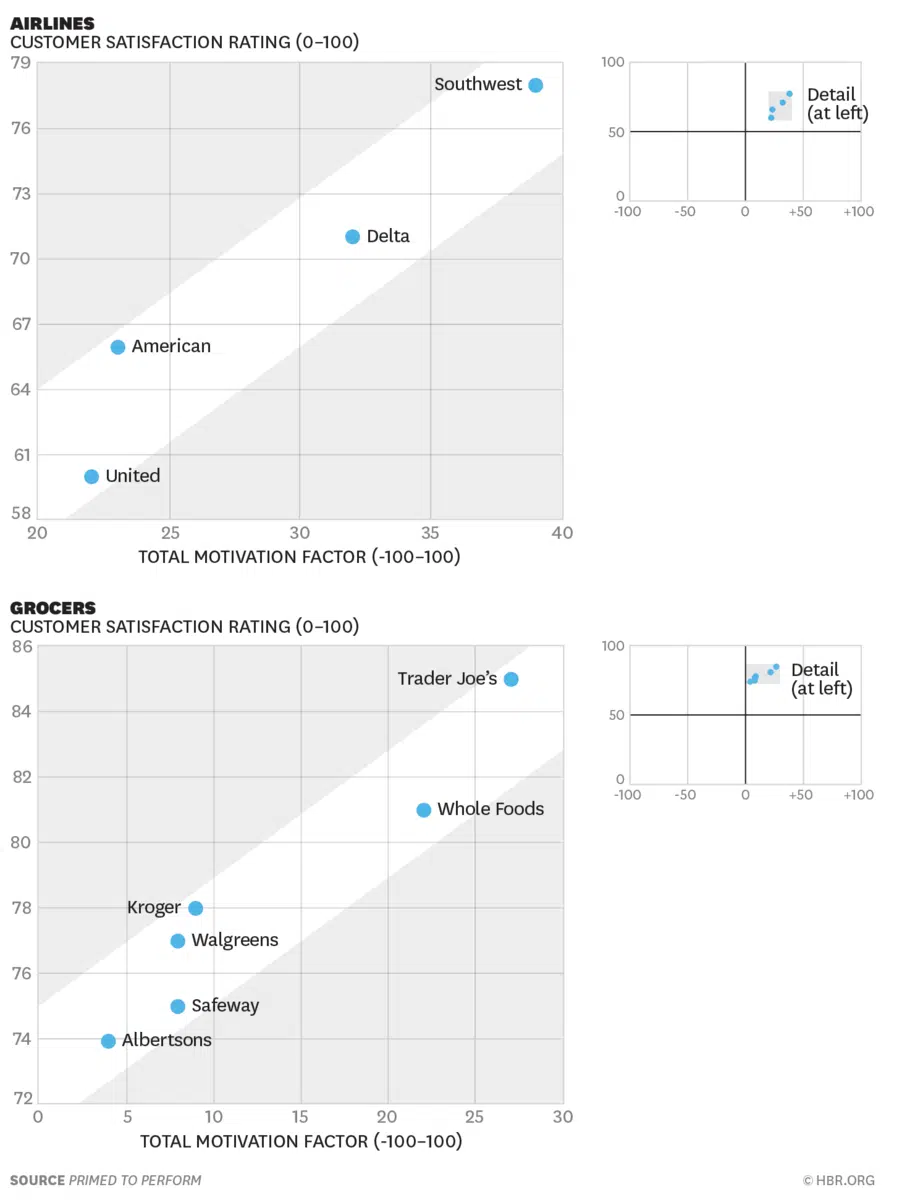 AIRLINES
CUSTOMER SATISFACTION RATING (0–100)
79
76
73
70
67
64
61
58
Southwest
Delta
American
United
20 25 30 35 40
TOTAL MOTIVATION FACTOR (-100–100)
100
50
0
Detail
(at left)
-100 -50 0 +50 +100
GROCERS
CUSTOMER SATISFACTION RATING (0–100)
86
84
82
80
78
76
74
72
Trader Joe’s
Whole Foods
Kroger
Walgreens
Safeway
Albertsons
0 5 10 15 20 25 30
TOTAL MOTIVATION FACTOR (-100–100)
100
50
0
Detail
(at left)
-100 -50 0 +50 +100
SOURCE PRIMED TO PERFORM
© HBR.ORG